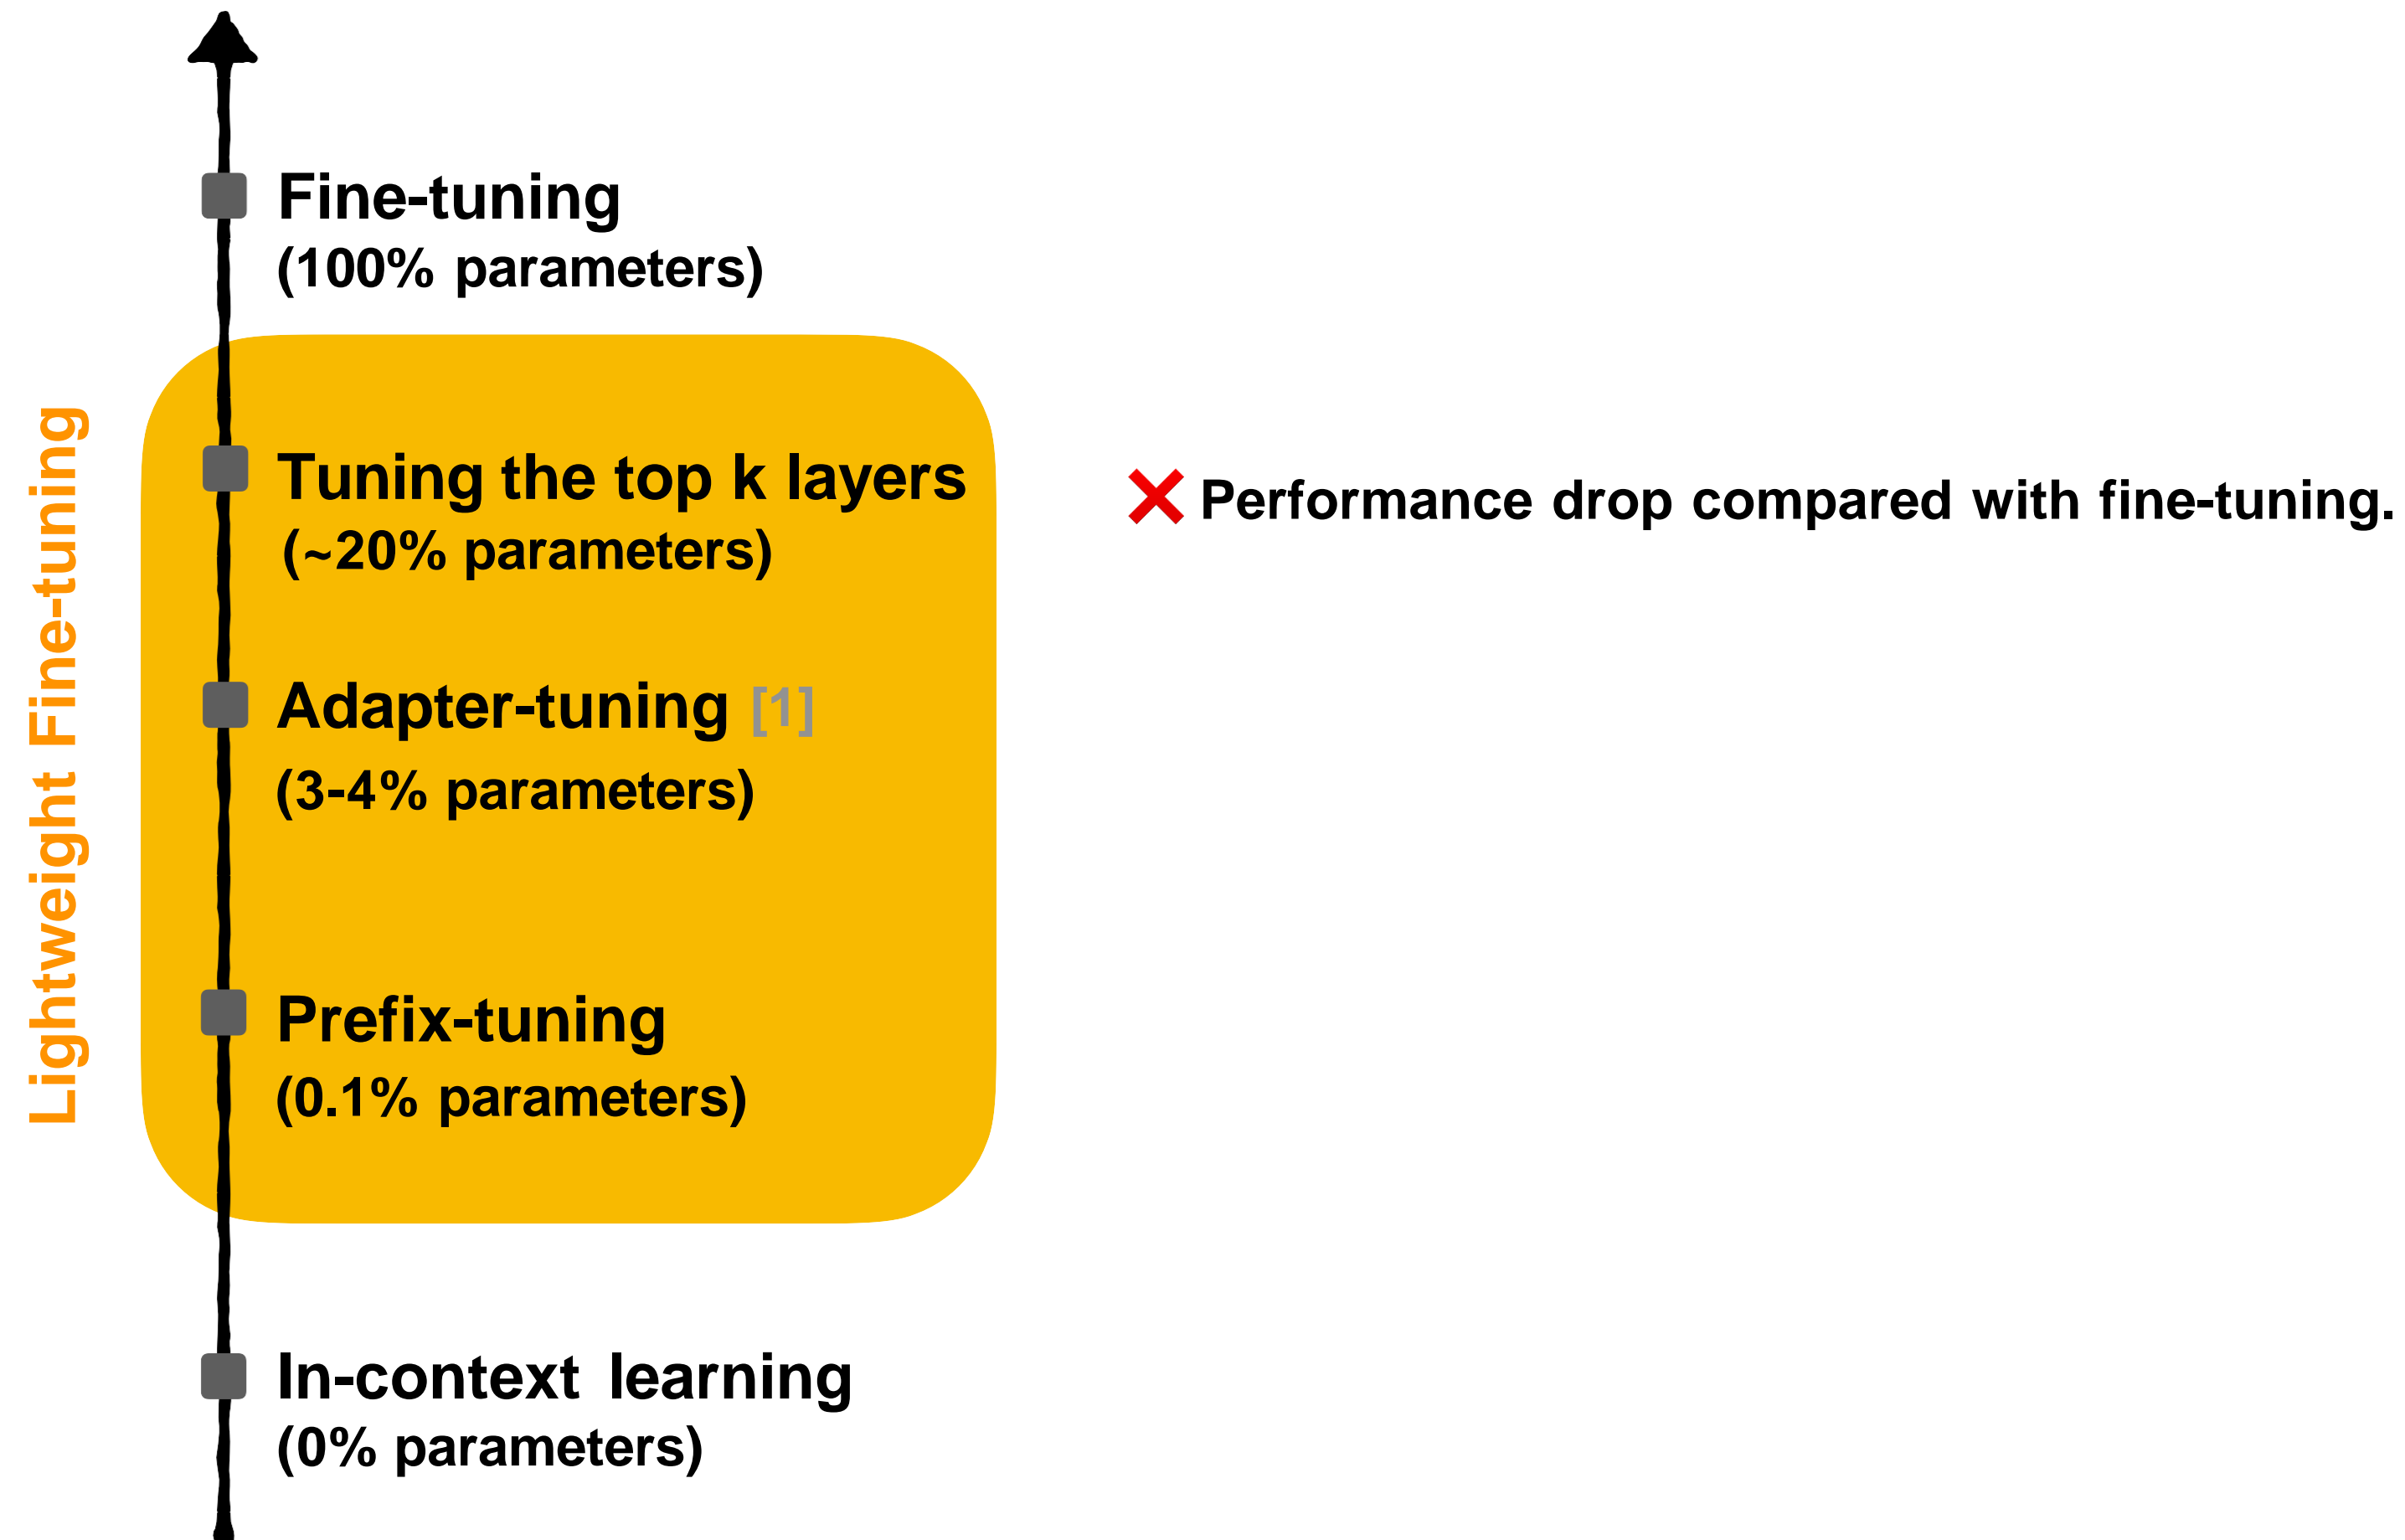 Fine-tuning
(100% parameters)
Lightweight Fine-tuning
Tuning the top k layers
(~20% parameters)
Performance drop compared with fine-tuning.
Adapter-tuning [1]
(3-4% parameters)
Prefix-tuning
(0.1% parameters)
In-context learning
(0% parameters)